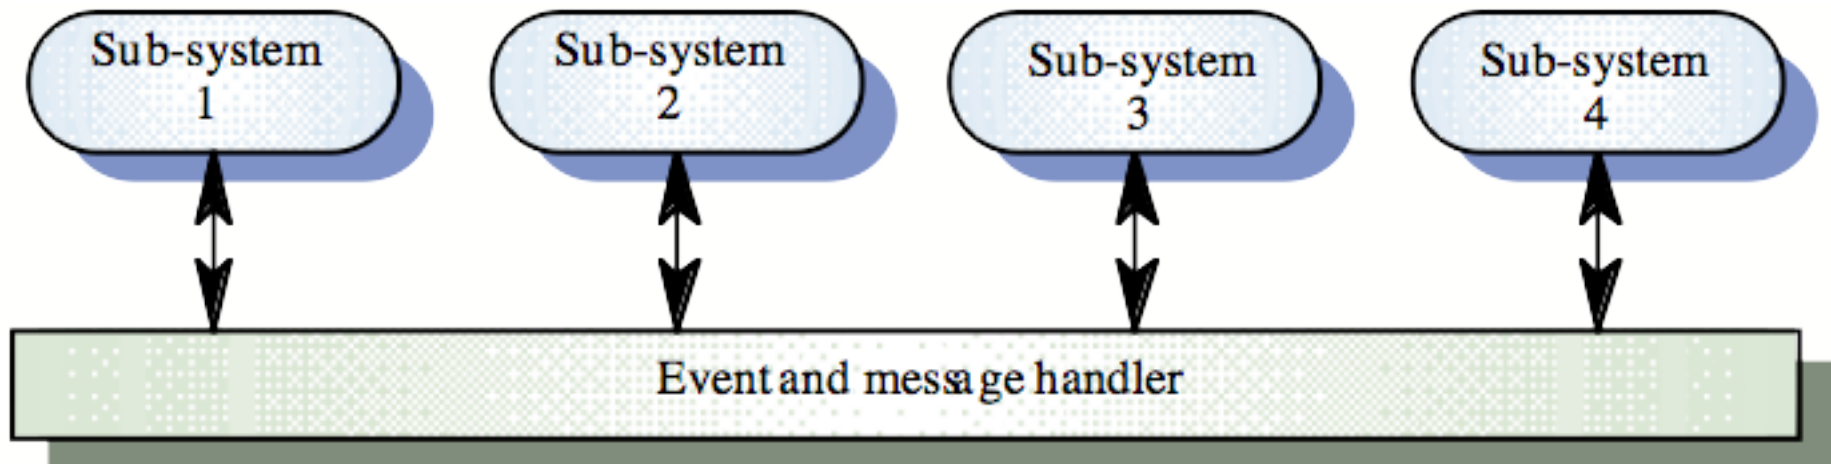 Sub-system
1
Sub-system
2
Sub-system
3
Sub-system
4
Event and message handler